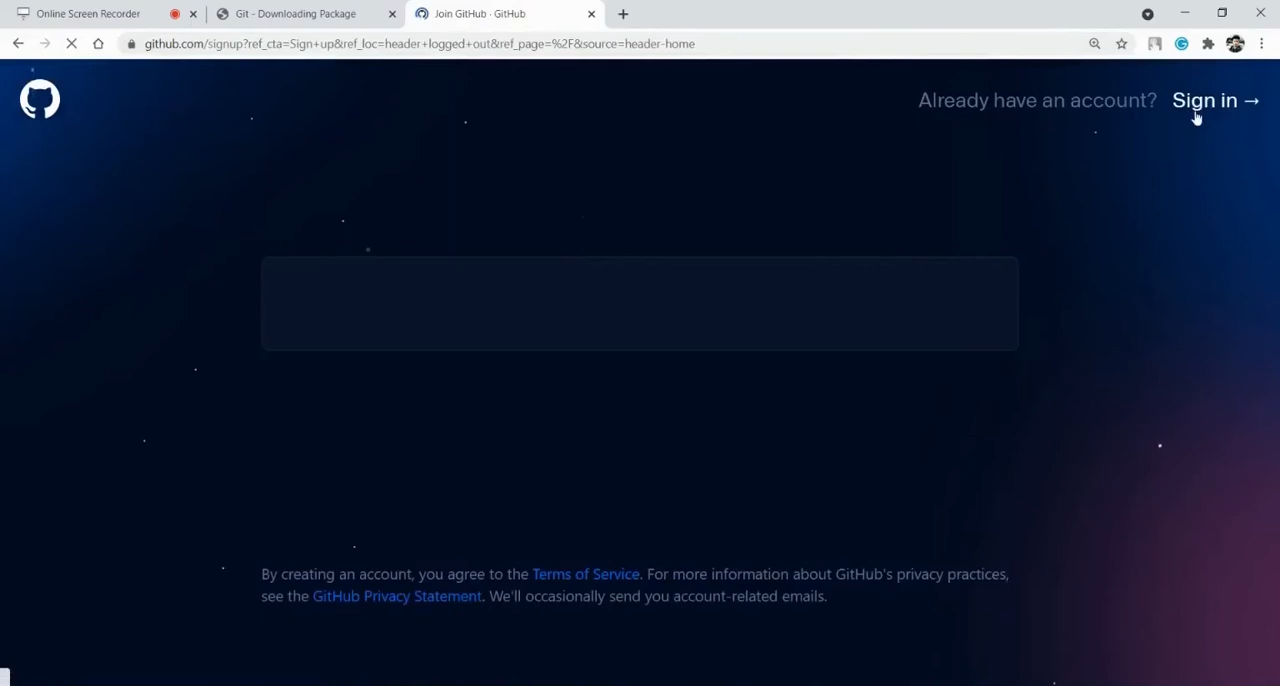 Online Screen Recorder
Git - Downloading Package
Join GitHub · GitHub
github.com/signup?ref_cta=Sign+up&ref_loc=header+logged+out&ref_page=%2F&source=header-home
Already have an account? Sign in →
By creating an account, you agree to the Terms of Service. For more information about GitHub's privacy practices,
see the GitHub Privacy Statement. We'll occasionally send you account-related emails.